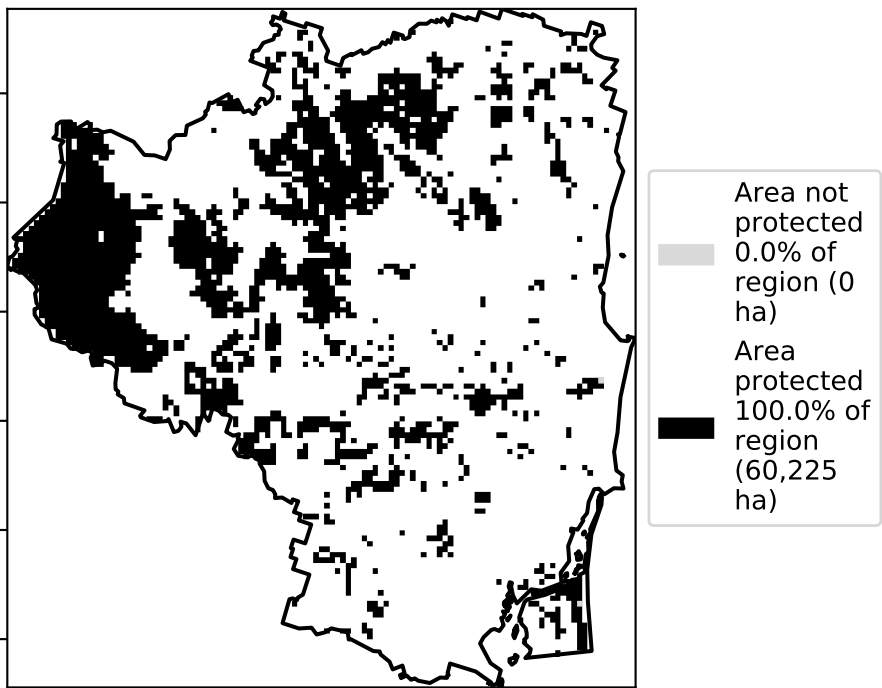 Area not
protected
0.0% of
region (0
ha)
Area
protected
100.0% of
region
(60,225
ha)